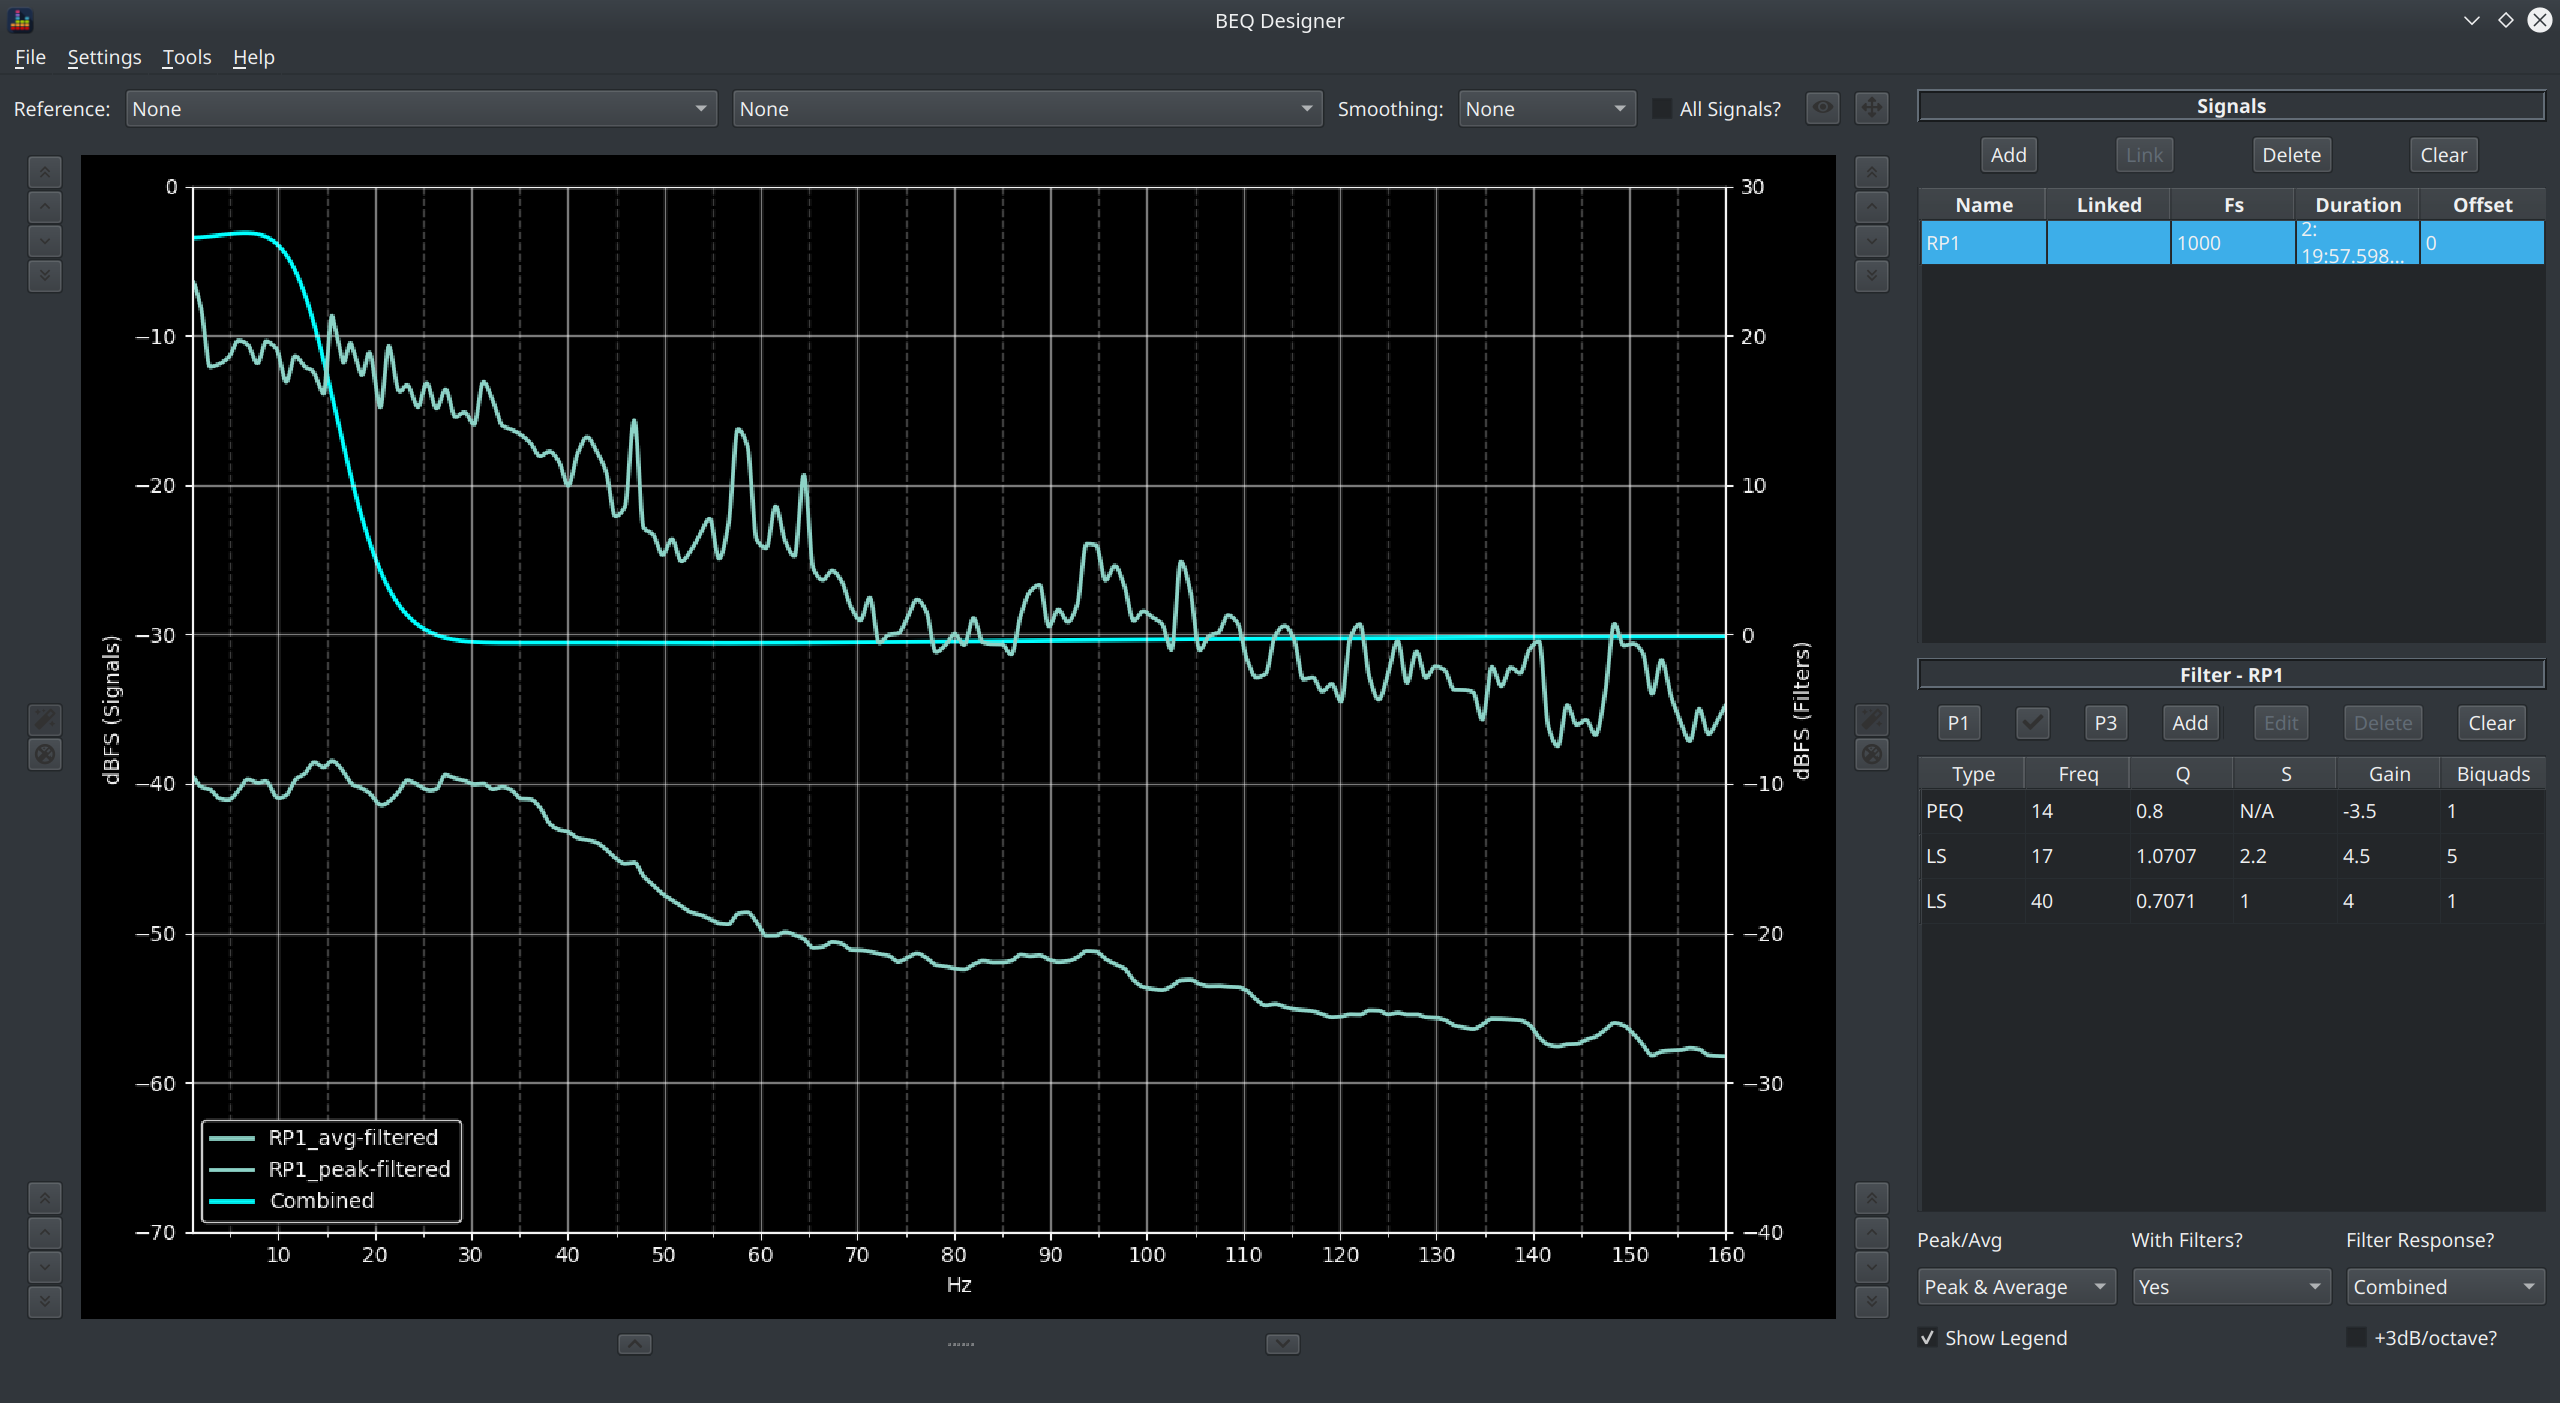 BEQ Designer
File Settings Tools Help
Reference: None None Smoothing: None All Signals?
Signals
Add Link Delete Clear
Name Linked Fs Duration Offset
RP1 1000 2: 19:57.598... 0
0
−10
−20
−30
−40
−50
−60
−70
dBFS (Signals)
30
20
10
0
−10
−20
−30
−40
dBFS (Filters)
RP1_avg-filtered
RP1_peak-filtered
Combined
10 20 30 40 50 60 70 80 90 100 110 120 130 140 150 160
Hz
Filter - RP1
P1 P3 Add Edit Delete Clear
Type Freq Q S Gain Biquads
PEQ 14 0.8 N/A -3.5 1
LS 17 1.0707 2.2 4.5 5
LS 40 0.7071 1 4 1
Peak/Avg With Filters? Filter Response?
Peak & Average Yes Combined
Show Legend +3dB/octave?